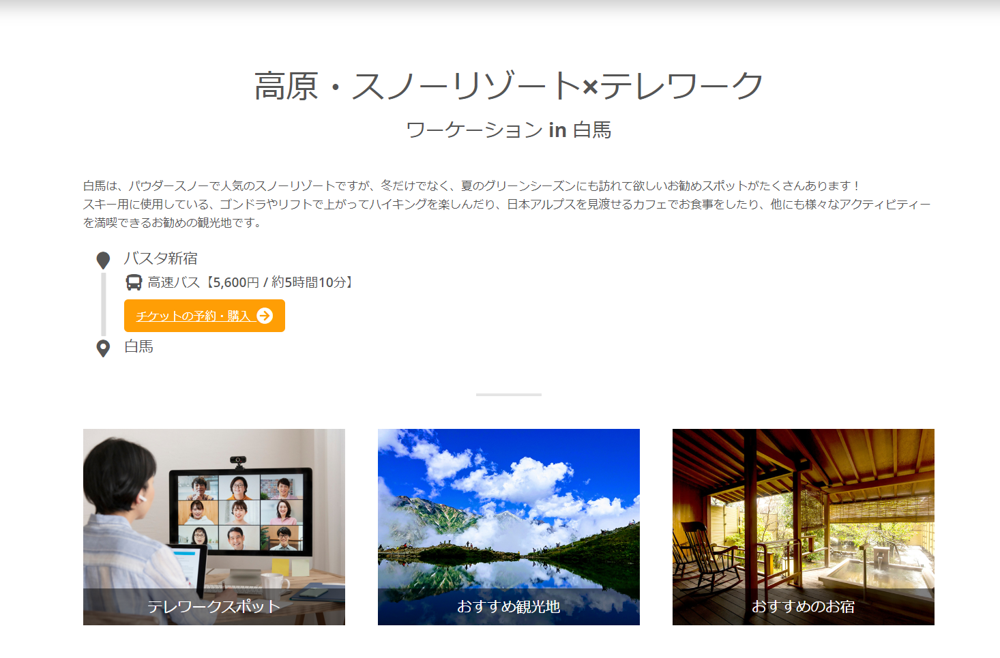 高原・スノーリゾート×テレワーク
ワーケーション in 白馬
白馬は、パウダースノーで人気のスノーリゾートですが、冬だけでなく、夏のグリーンシーズンにも訪れて欲しいお勧めスポットがたくさんあります！
スキー用に使用している、ゴンドラやリフトで上がってハイキングを楽しんだり、日本アルプスを見渡せるカフェでお食事をしたり、他にも様々なアクティビティー
を満喫できるお勧めの観光地です。
バスタ新宿
高速バス【5,600円 / 約5時間10分】
チケットの予約・購入
白馬
テレワークスポット
おすすめ観光地
おすすめのお宿